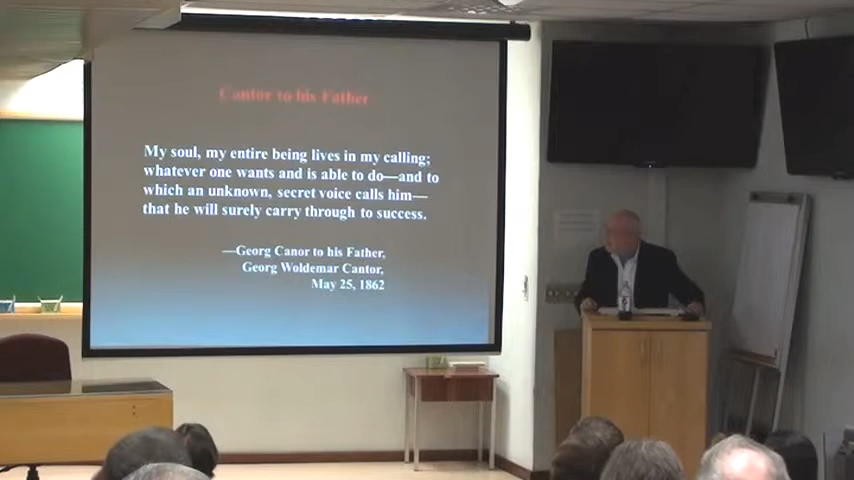 Cantor to his Father
My soul, my entire being lives in my calling;
whatever one wants and is able to do—and to
which an unknown, secret voice calls him—
that he will surely carry through to success.
—Georg Canor to his Father,
Georg Woldemar Cantor,
May 25, 1862